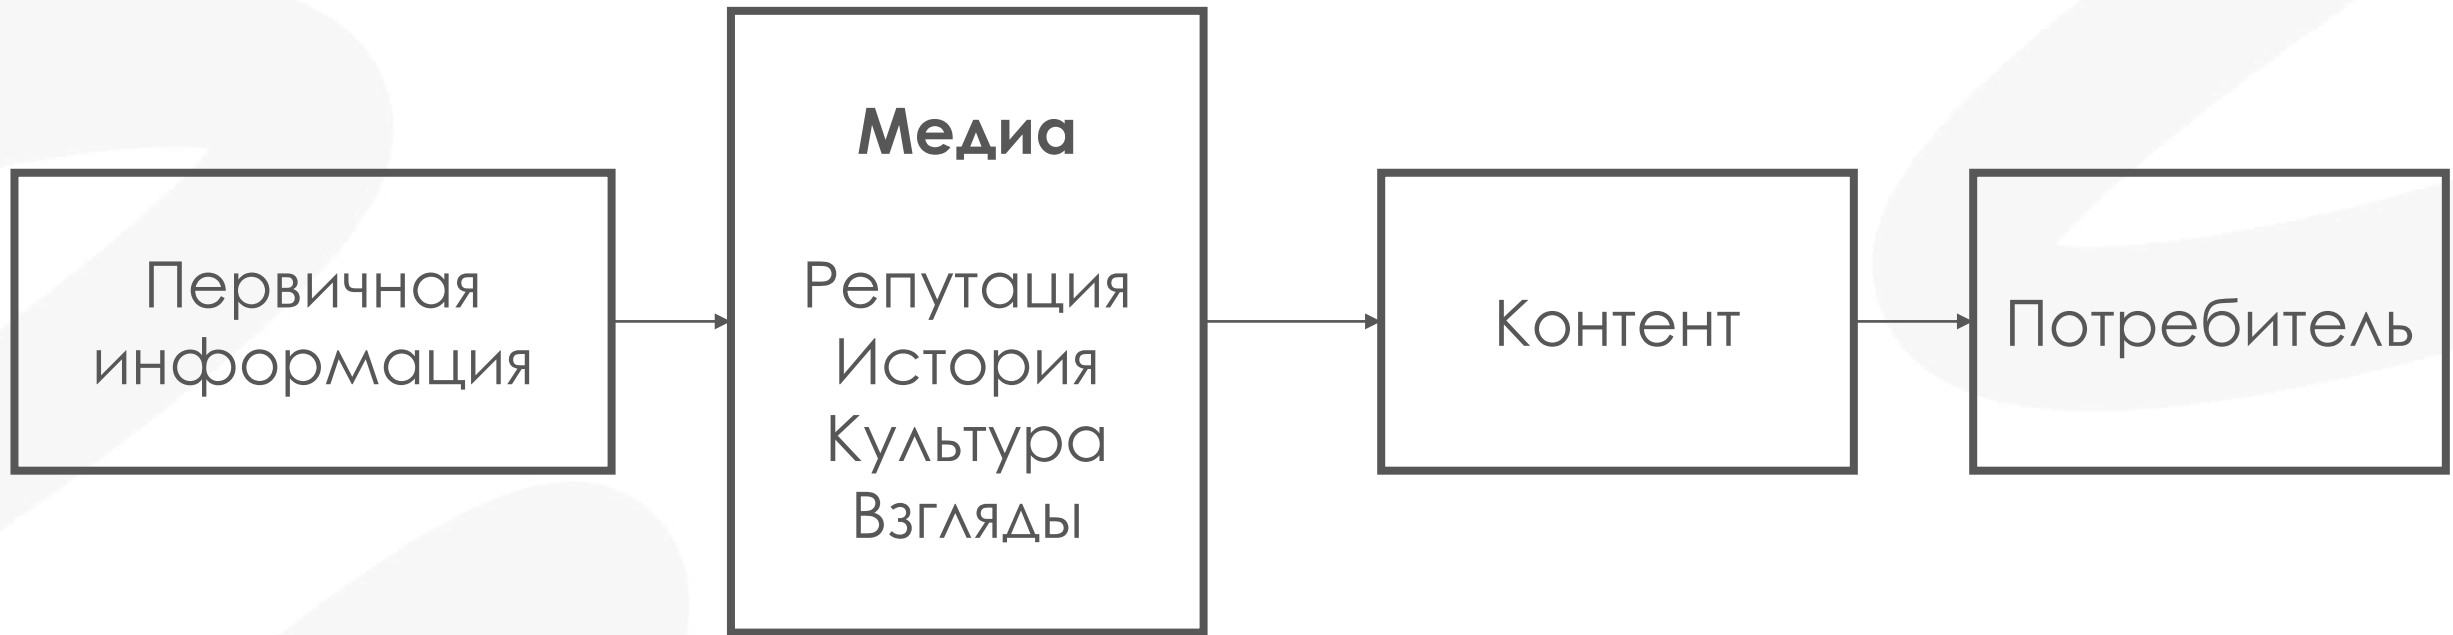 Первичная
информация
Медиа
Репутация
История
Культура
Взгляды
Контент
Потребитель